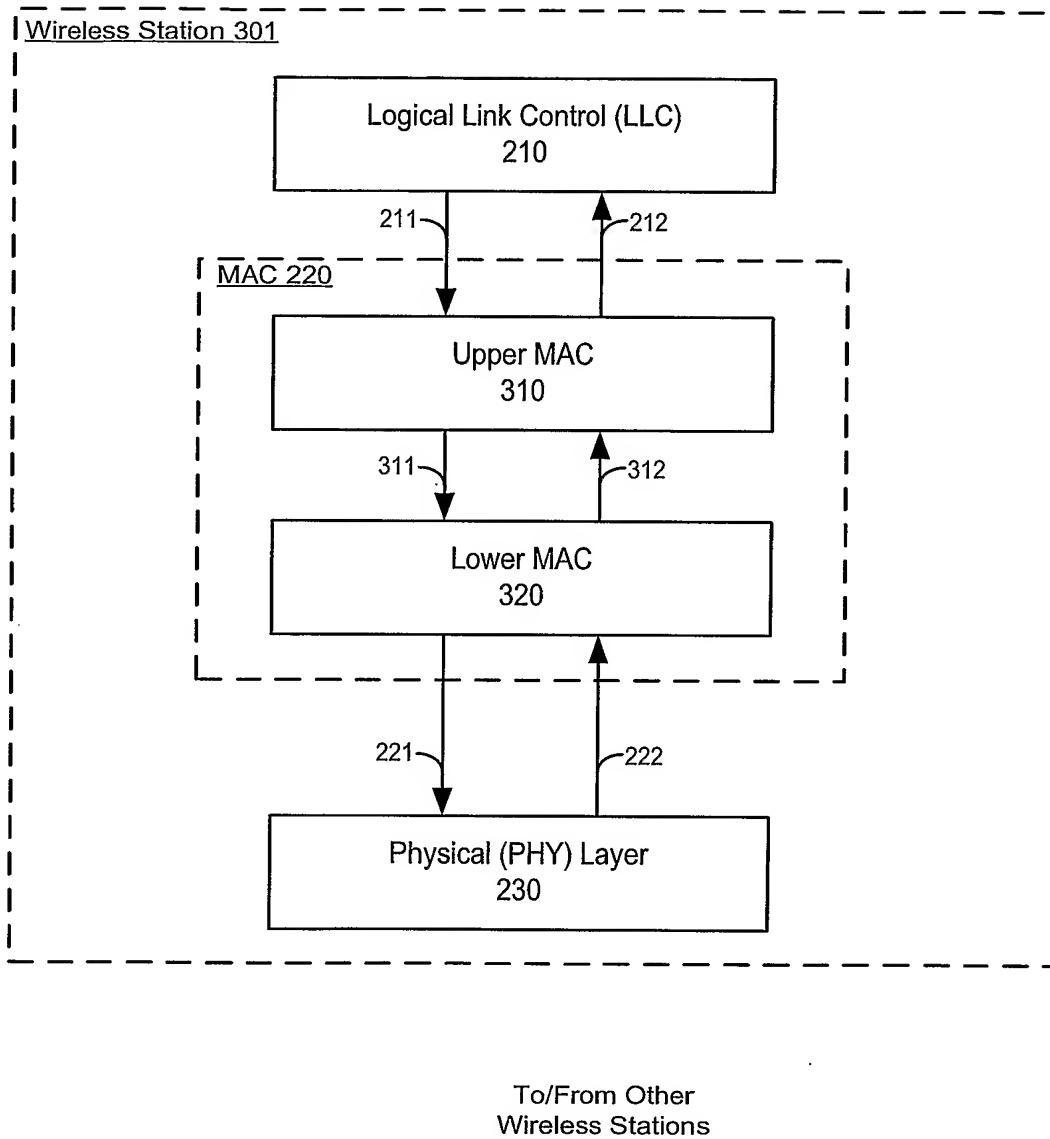 Wireless Station 301
Logical Link Control (LLC)
210
211
212
MAC 220
Upper MAC
310
311
312
Lower MAC
320
221
222
Physical (PHY) Layer
230
To/From Other
Wireless Stations